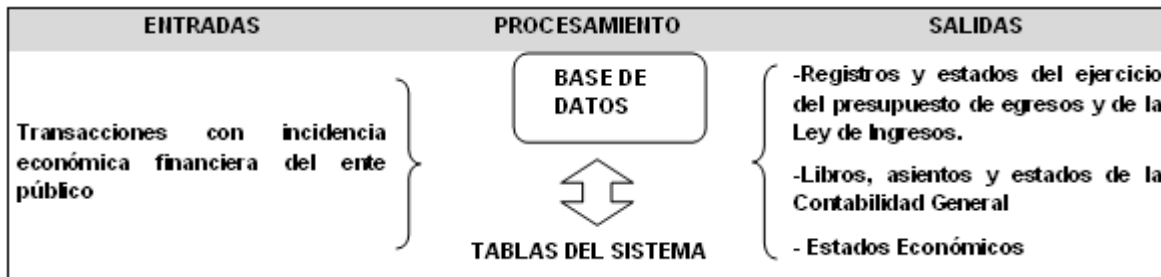 ENTRADAS PROCESAMIENTO SALIDAS
Transacciones con incidencia
económica financiera del ente
público
BASE DE
DATOS
TABLAS DEL SISTEMA
-Registros y estados del ejercicio
del presupuesto de egresos y de la
Ley de Ingresos.
-Libros, asientos y estados de la
Contabilidad General
- Estados Económicos